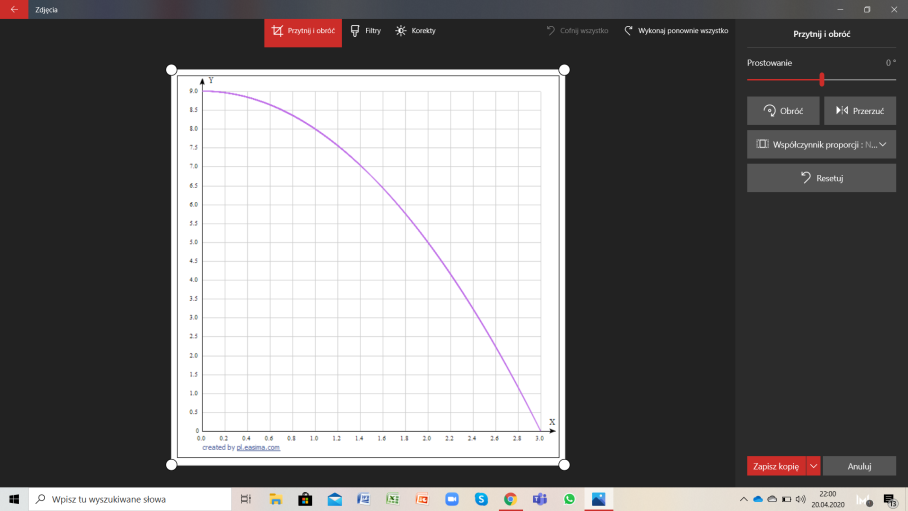 Zdjęcia
Przytnij i obróć
Filtry
Korekty
Cofnij wszystko
Wykonaj ponownie wszystko
Przytnij i obróć
Prostowanie
0 °
Obróć
Przerzuć
Współczynnik proporcji : N...
Resetuj
Y
9.0
8.5
8.0
7.5
7.0
6.5
6.0
5.5
5.0
4.5
4.0
3.5
3.0
2.5
2.0
1.5
1.0
0.5
0
X
0.0 0.2 0.4 0.6 0.8 1.0 1.2 1.4 1.6 1.8 2.0 2.2 2.4 2.6 2.8 3.0
created by pl.easima.com
Zapisz kopię
Anuluj
Wpisz tu wyszukiwane słowa
22:00
20.04.2020
13